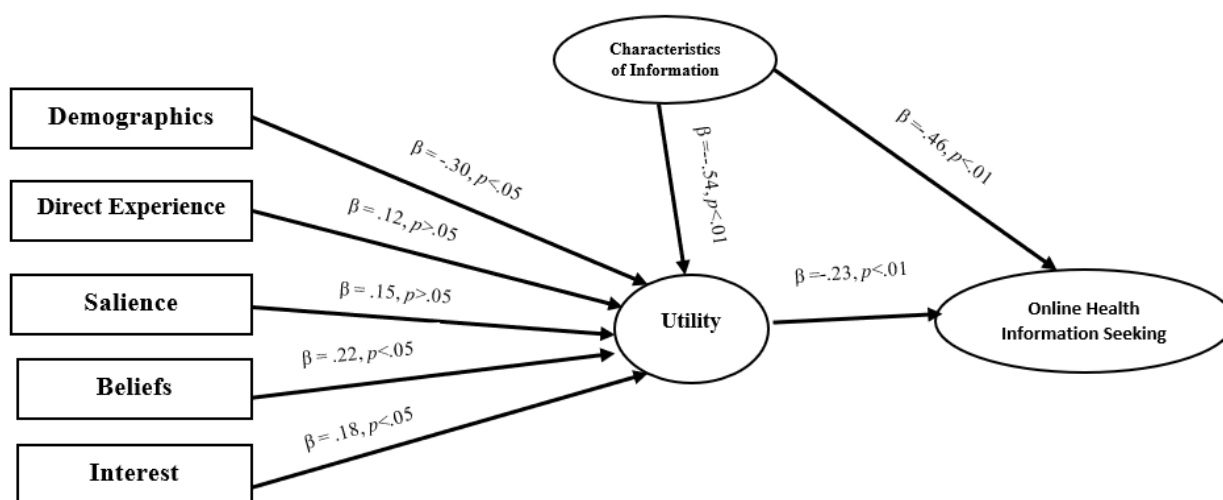 Characteristics
of Information
Demographics
β = -.30, p<.05
β=--.54, p<.01
β=-.46, p<.01
Direct Experience
β = .12, p>.05
Salience
β = .15, p>.05
β=-.23, p<.01
Utility
Online Health
Information Seeking
Beliefs
β = .22, p<.05
Interest
β = .18, p<.05